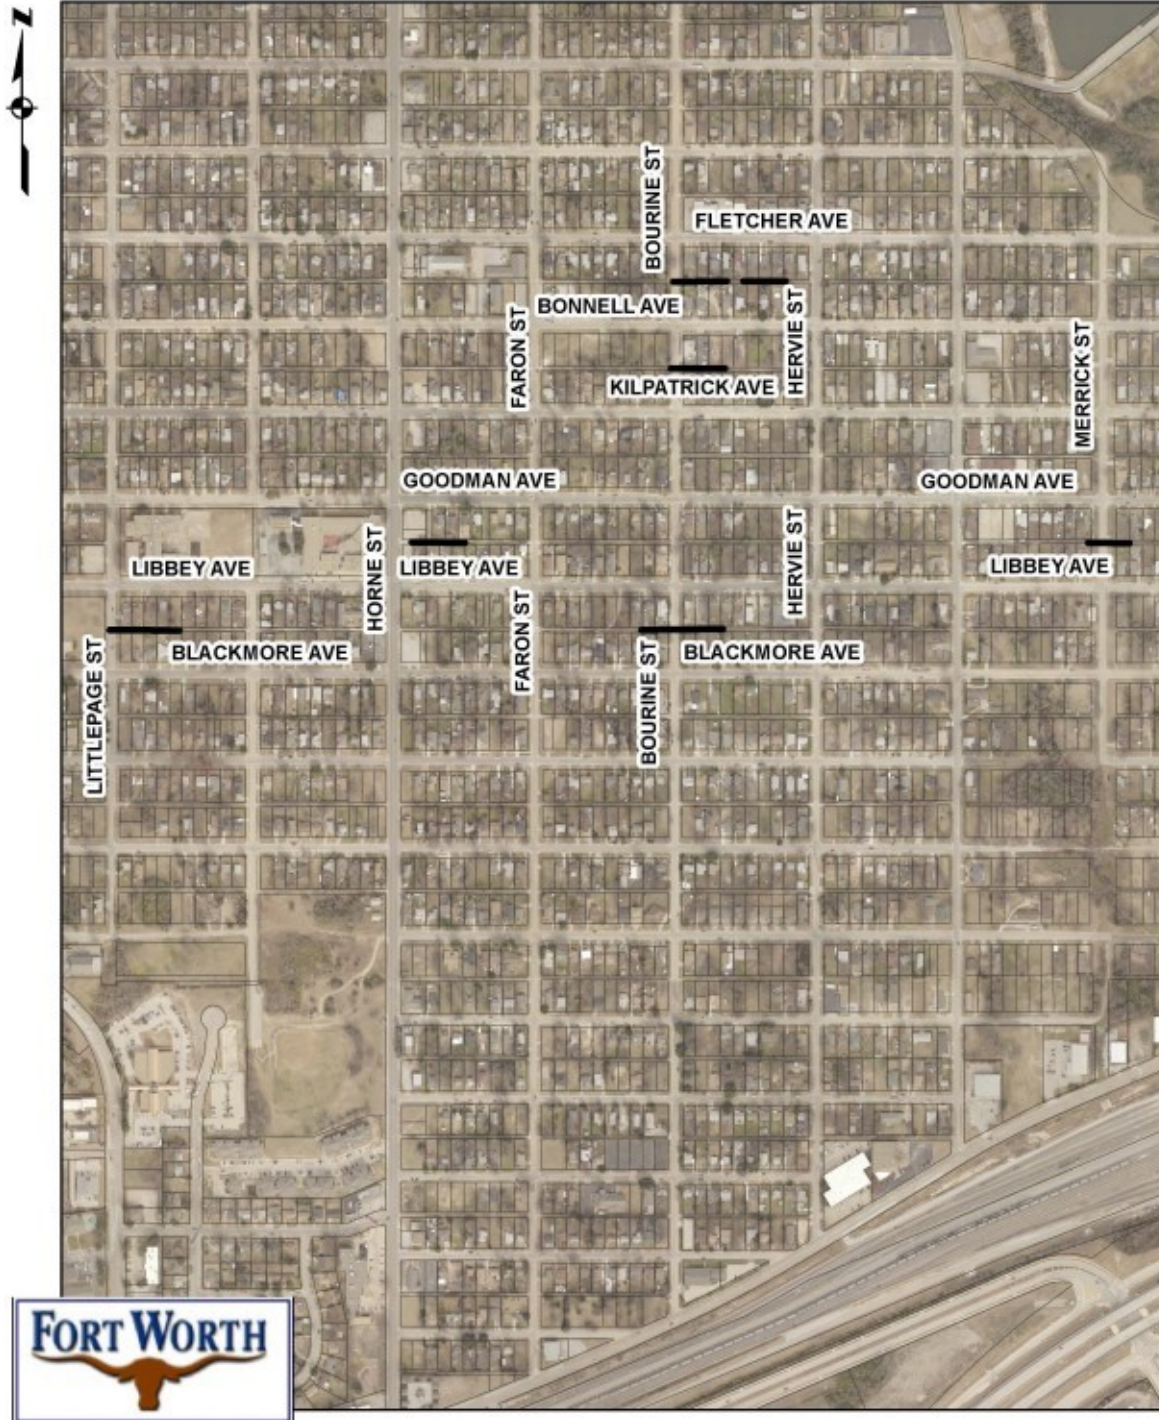 N
BOURINE ST
FLETCHER AVE
BONNELL AVE
HERVIE ST
FARON ST
KILPATRICK AVE
MERRICK ST
GOODMAN AVE
GOODMAN AVE
HORNE ST
HERVIE ST
LIBBEY AVE
LIBBEY AVE
LIBBEY AVE
FARON ST
LITTLEPAGE ST
BLACKMORE AVE
BOURINE ST
BLACKMORE AVE
FORT WORTH